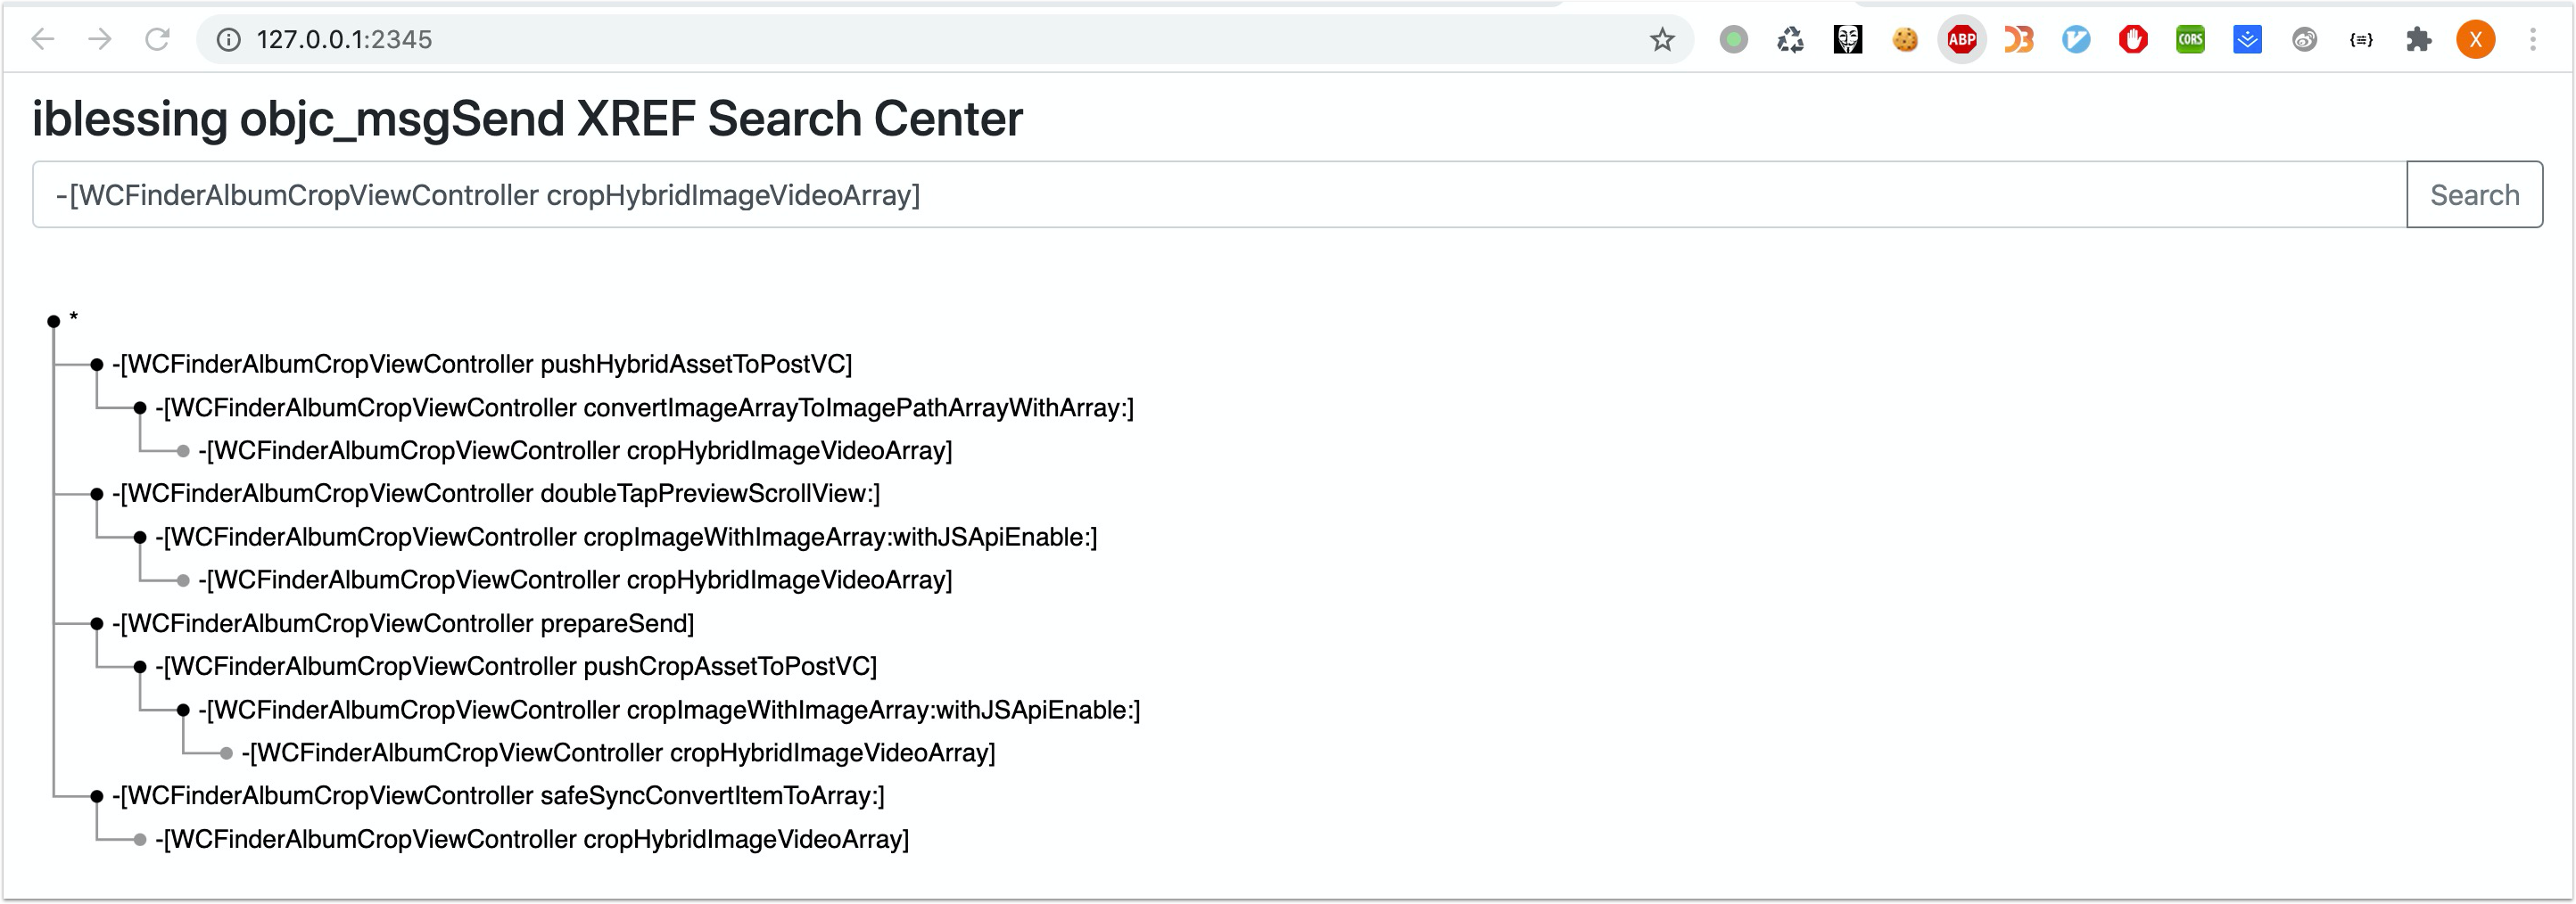 127.0.0.1:2345
ABP
CORS
X
iblessing objc_msgSend XREF Search Center
-[WCFinderAlbumCropViewController cropHybridImageVideoArray]
Search
*
-[WCFinderAlbumCropViewController pushHybridAssetToPostVC]
-[WCFinderAlbumCropViewController convertImageArrayToImagePathArrayWithArray:]
-[WCFinderAlbumCropViewController cropHybridImageVideoArray]
-[WCFinderAlbumCropViewController doubleTapPreviewScrollView:]
-[WCFinderAlbumCropViewController cropImageWithImageArray:withJSApiEnable:]
-[WCFinderAlbumCropViewController cropHybridImageVideoArray]
-[WCFinderAlbumCropViewController prepareSend]
-[WCFinderAlbumCropViewController pushCropAssetToPostVC]
-[WCFinderAlbumCropViewController cropImageWithImageArray:withJSApiEnable:]
-[WCFinderAlbumCropViewController cropHybridImageVideoArray]
-[WCFinderAlbumCropViewController safeSyncConvertItemToArray:]
-[WCFinderAlbumCropViewController cropHybridImageVideoArray]